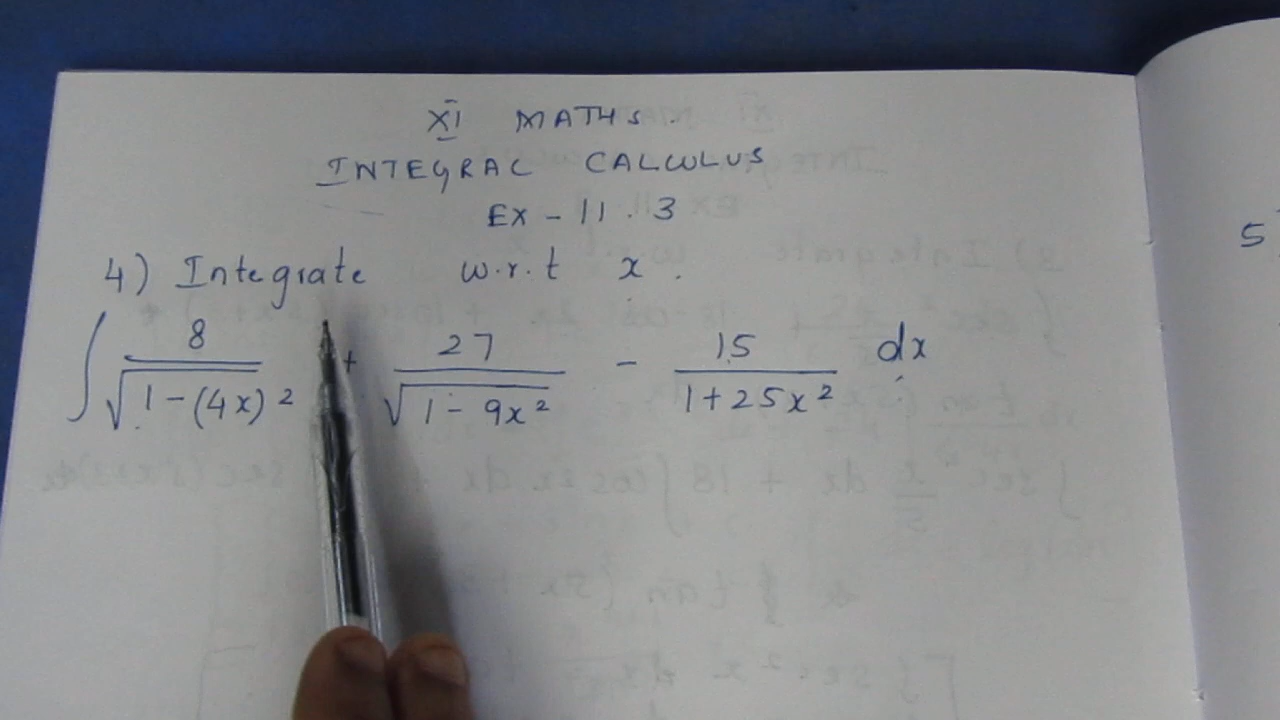 XI MATHS.
INTEGRAL CALCULUS
EX - 11.3
4) Integrate w.r.t x.
∫ 8/√(1-(4x)²) + 27/√(1-9x²) - 15/(1+25x²) dx
5